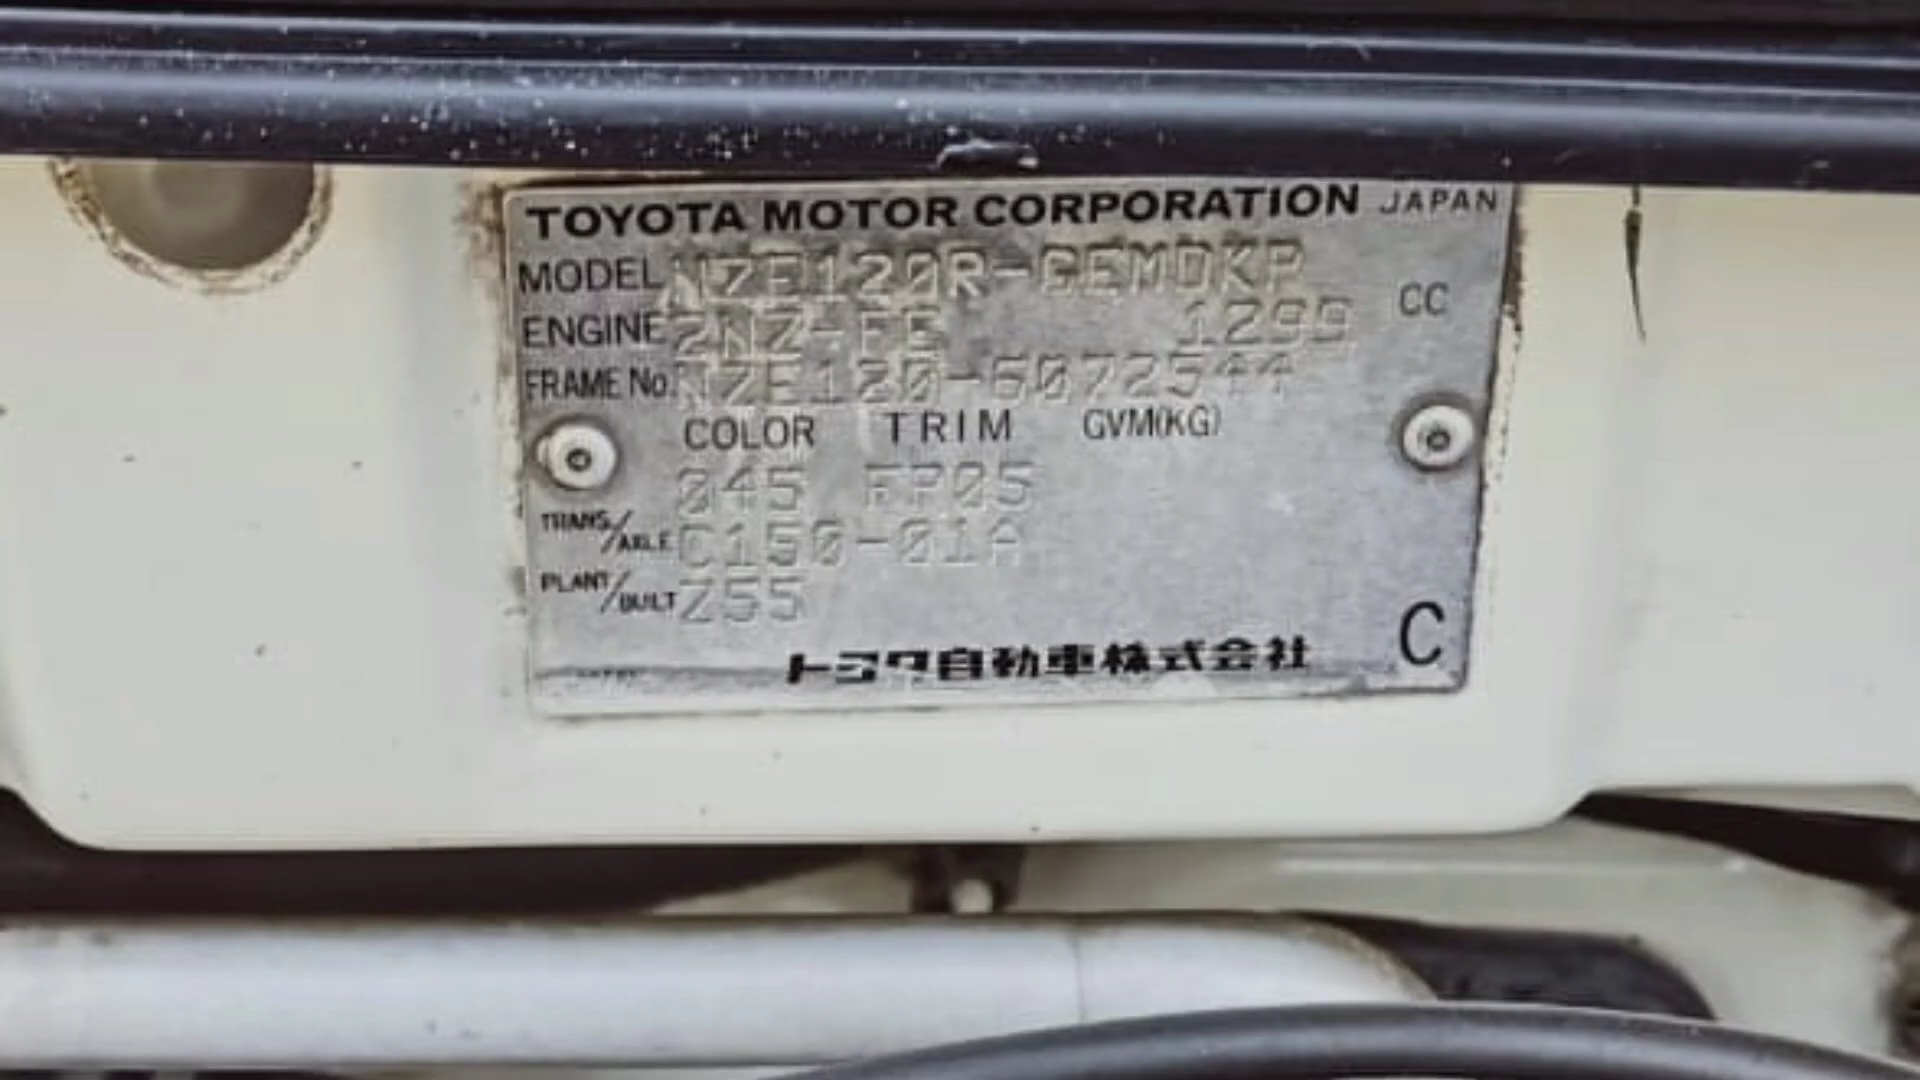 TOYOTA MOTOR CORPORATION JAPAN
MODEL NZE120R-GEMDKP
ENGINE 2NZ-FE 1299 CC
FRAME No. NZE120-6072544
COLOR TRIM GVM(KG)
045 FP05
TRANS./AXLE C150-01A
PLANT/BUILT Z55
トヨタ自動車株式会社 C